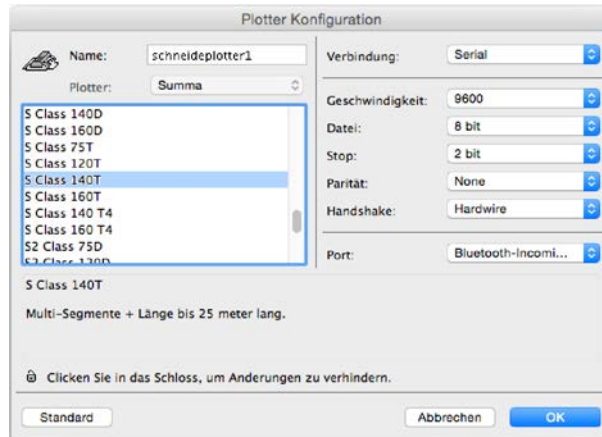 Plotter Konfiguration
Name: schneideplotter1
Plotter: Summa
S Class 140D
S Class 160D
S Class 75T
S Class 120T
S Class 140T
S Class 160T
S Class 140 T4
S Class 160 T4
S2 Class 75D
S2 Class 120D
Verbindung: Serial
Geschwindigkeit: 9600
Datei: 8 bit
Stop: 2 bit
Parität: None
Handshake: Hardwire
Port: Bluetooth-Incomi...
S Class 140T
Multi-Segmente + Länge bis 25 meter lang.
Clicken Sie in das Schloss, um Anderungen zu verhindern.
Standard
Abbrechen
OK